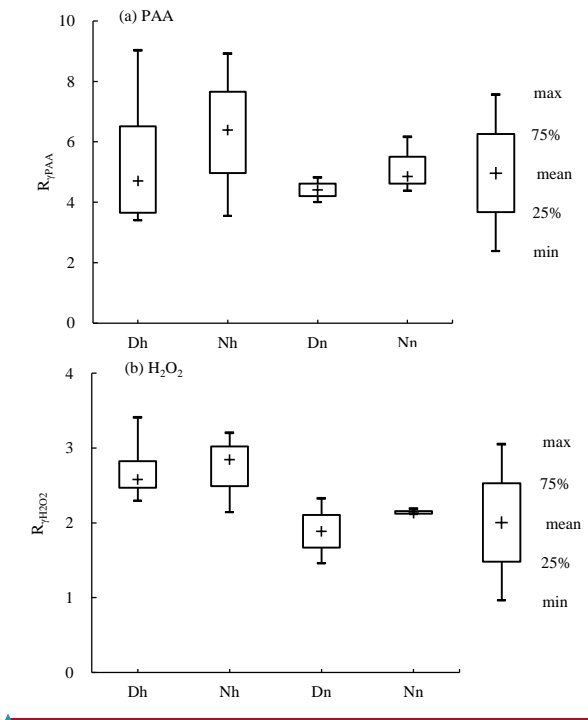 (a) PAA
10
8
6
4
2
0
RγPAA
Dh Nh Dn Nn
max
75%
mean
25%
min
(b) H₂O₂
4
3
2
1
0
RγH2O2
Dh Nh Dn Nn
max
75%
mean
25%
min